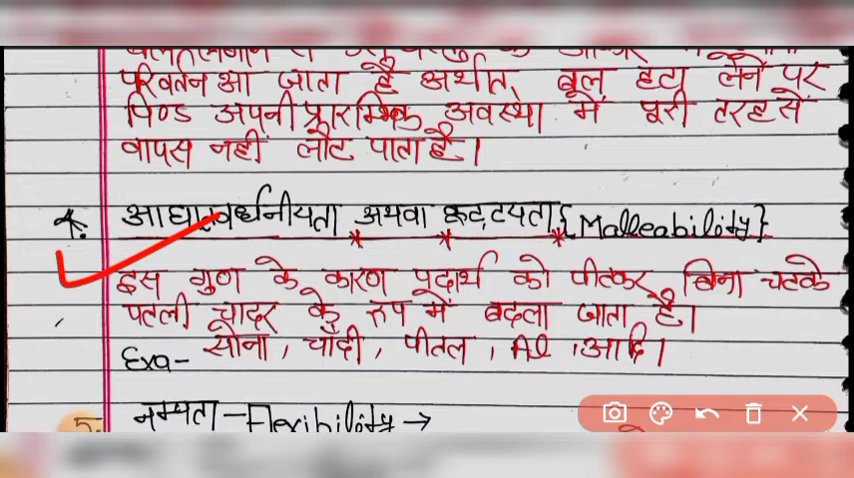 परिवर्तन आ जाता है अर्थात, बल हटा लेने पर
पिण्ड अपनी प्रारम्भिक अवस्था में पूरी तरह से
वापस नहीं लौट पाता है।
4. आघातवर्धनीयता अथवा कुट्टयता {Malleability}
इस गुण के कारण पदार्थ को पीटकर बिना चटके
पतली चादर के रूप में बदला जाता है।
Exa- सोना, चाँदी, पीतल, Al, आदि।
5. नम्यता - Flexibility →